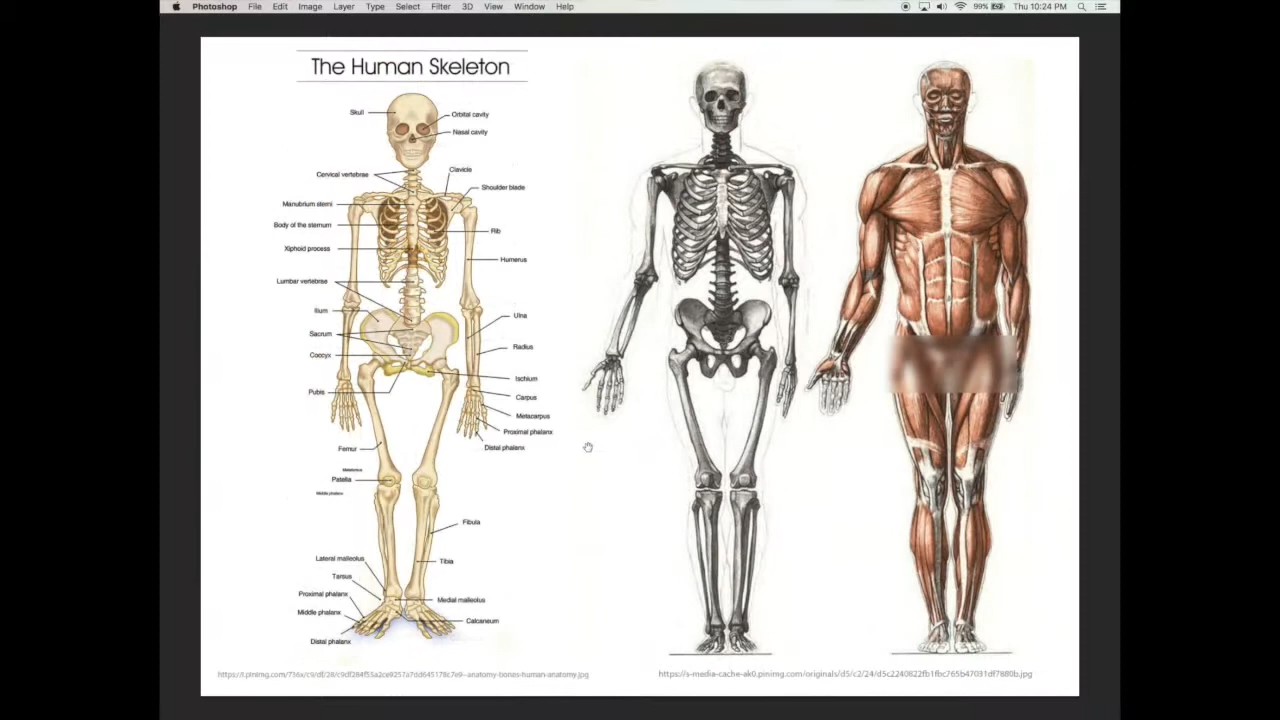 Photoshop File Edit Image Layer Type Select Filter 3D View Window Help 99% Thu 10:24 PM
The Human Skeleton
Skull
Orbital cavity
Nasal cavity
Clavicle
Cervical vertebrae
Shoulder blade
Manubrium sterni
Body of the sternum
Rib
Xiphoid process
Humerus
Lumbar vertebrae
Ilium
Ulna
Sacrum
Radius
Coccyx
Ischium
Pubis
Carpus
Metacarpus
Proximal phalanx
Distal phalanx
Femur
Patella
Middle phalanx
Fibula
Lateral malleolus
Tibia
Tarsus
Proximal phalanx
Medial malleolus
Middle phalanx
Calcaneum
Distal phalanx